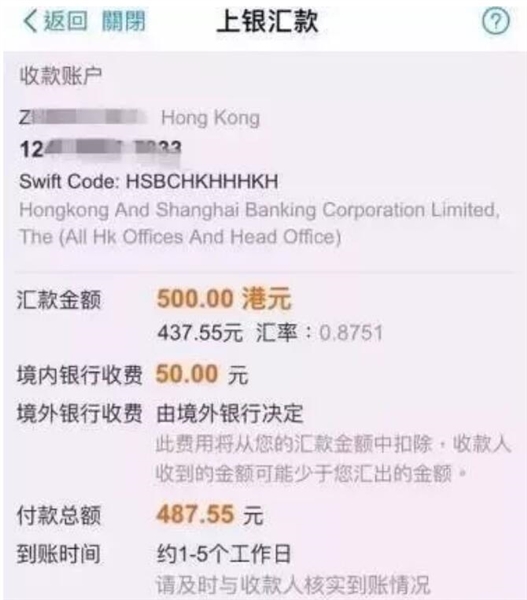 返回 關閉 上银汇款 ?
收款账户
Hong Kong
Swift Code: HSBCHKHHHKH
Hongkong And Shanghai Banking Corporation Limited,
The (All Hk Offices And Head Office)
汇款金额 500.00 港元
437.55元 汇率：0.8751
境内银行收费 50.00 元
境外银行收费 由境外银行决定
此费用将从您的汇款金额中扣除，收款人
收到的金额可能少于您汇出的金额。
付款总额 487.55 元
到账时间 约1-5个工作日
请及时与收款人核实到账情况